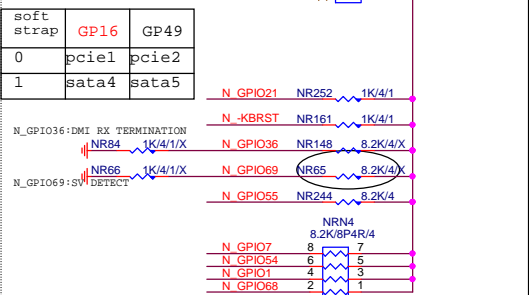 soft strap GP16 GP49
0 pcie1 pcie2
1 sata4 sata5
N_GPIO21 NR252 1K/4/1
N_-KBRST NR161 1K/4/1
N_GPIO36:DMI RX TERMINATION
NR84 1K/4/1/X N_GPIO36 NR148 8.2K/4/X
NR66 1K/4/1/X N_GPIO69 NR65 8.2K/4/X
N_GPIO69:SV DETECT
N_GPIO55 NR244 8.2K/4
NRN4
8.2K/8P4R/4
N_GPIO7 8 7
N_GPIO54 6 5
N_GPIO1 4 3
N_GPIO68 2 1